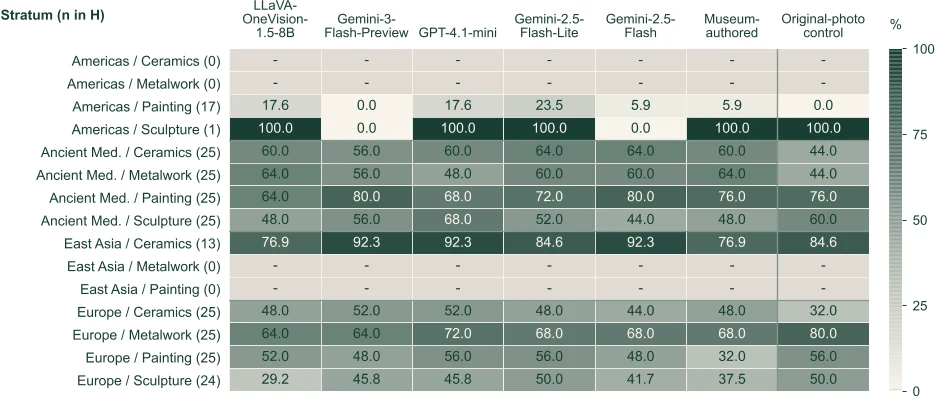 Stratum (n in H)
LLaVA-
OneVision-
1.5-8B
Gemini-3-
Flash-Preview
GPT-4.1-mini
Gemini-2.5-
Flash-Lite
Gemini-2.5-
Flash
Museum-
authored
Original-photo
control
%
Americas / Ceramics (0) - - - - - - -
Americas / Metalwork (0) - - - - - - -
Americas / Painting (17) 17.6 0.0 17.6 23.5 5.9 5.9 0.0
Americas / Sculpture (1) 100.0 0.0 100.0 100.0 0.0 100.0 100.0
Ancient Med. / Ceramics (25) 60.0 56.0 60.0 64.0 64.0 60.0 44.0
Ancient Med. / Metalwork (25) 64.0 56.0 48.0 60.0 60.0 64.0 44.0
Ancient Med. / Painting (25) 64.0 80.0 68.0 72.0 80.0 76.0 76.0
Ancient Med. / Sculpture (25) 48.0 56.0 68.0 52.0 44.0 48.0 60.0
East Asia / Ceramics (13) 76.9 92.3 92.3 84.6 92.3 76.9 84.6
East Asia / Metalwork (0) - - - - - - -
East Asia / Painting (0) - - - - - - -
Europe / Ceramics (25) 48.0 52.0 52.0 48.0 44.0 48.0 32.0
Europe / Metalwork (25) 64.0 64.0 72.0 68.0 68.0 68.0 80.0
Europe / Painting (25) 52.0 48.0 56.0 56.0 48.0 32.0 56.0
Europe / Sculpture (24) 29.2 45.8 45.8 50.0 41.7 37.5 50.0
100
75
50
25
0